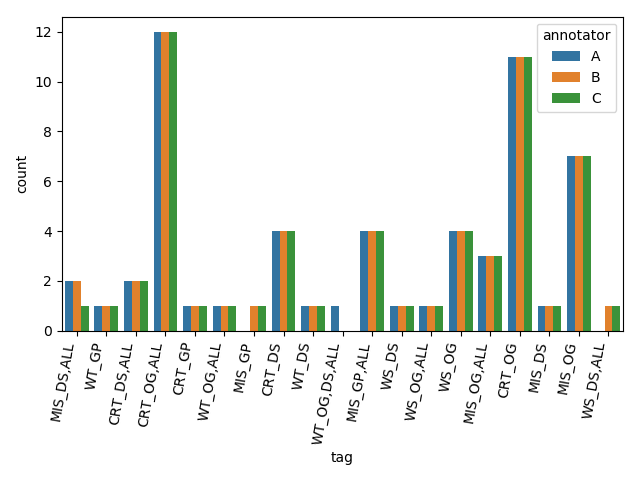 annotator
A
B
C
12
10
8
6
4
2
0
count
MIS_DS,ALL
WT_GP
CRT_DS,ALL
CRT_OG,ALL
CRT_GP
WT_OG,ALL
MIS_GP
CRT_DS
WT_DS
WT_OG,DS,ALL
MIS_GP,ALL
WS_DS
WS_OG,ALL
WS_OG
MIS_OG,ALL
CRT_OG
MIS_DS
MIS_OG
WS_DS,ALL
tag